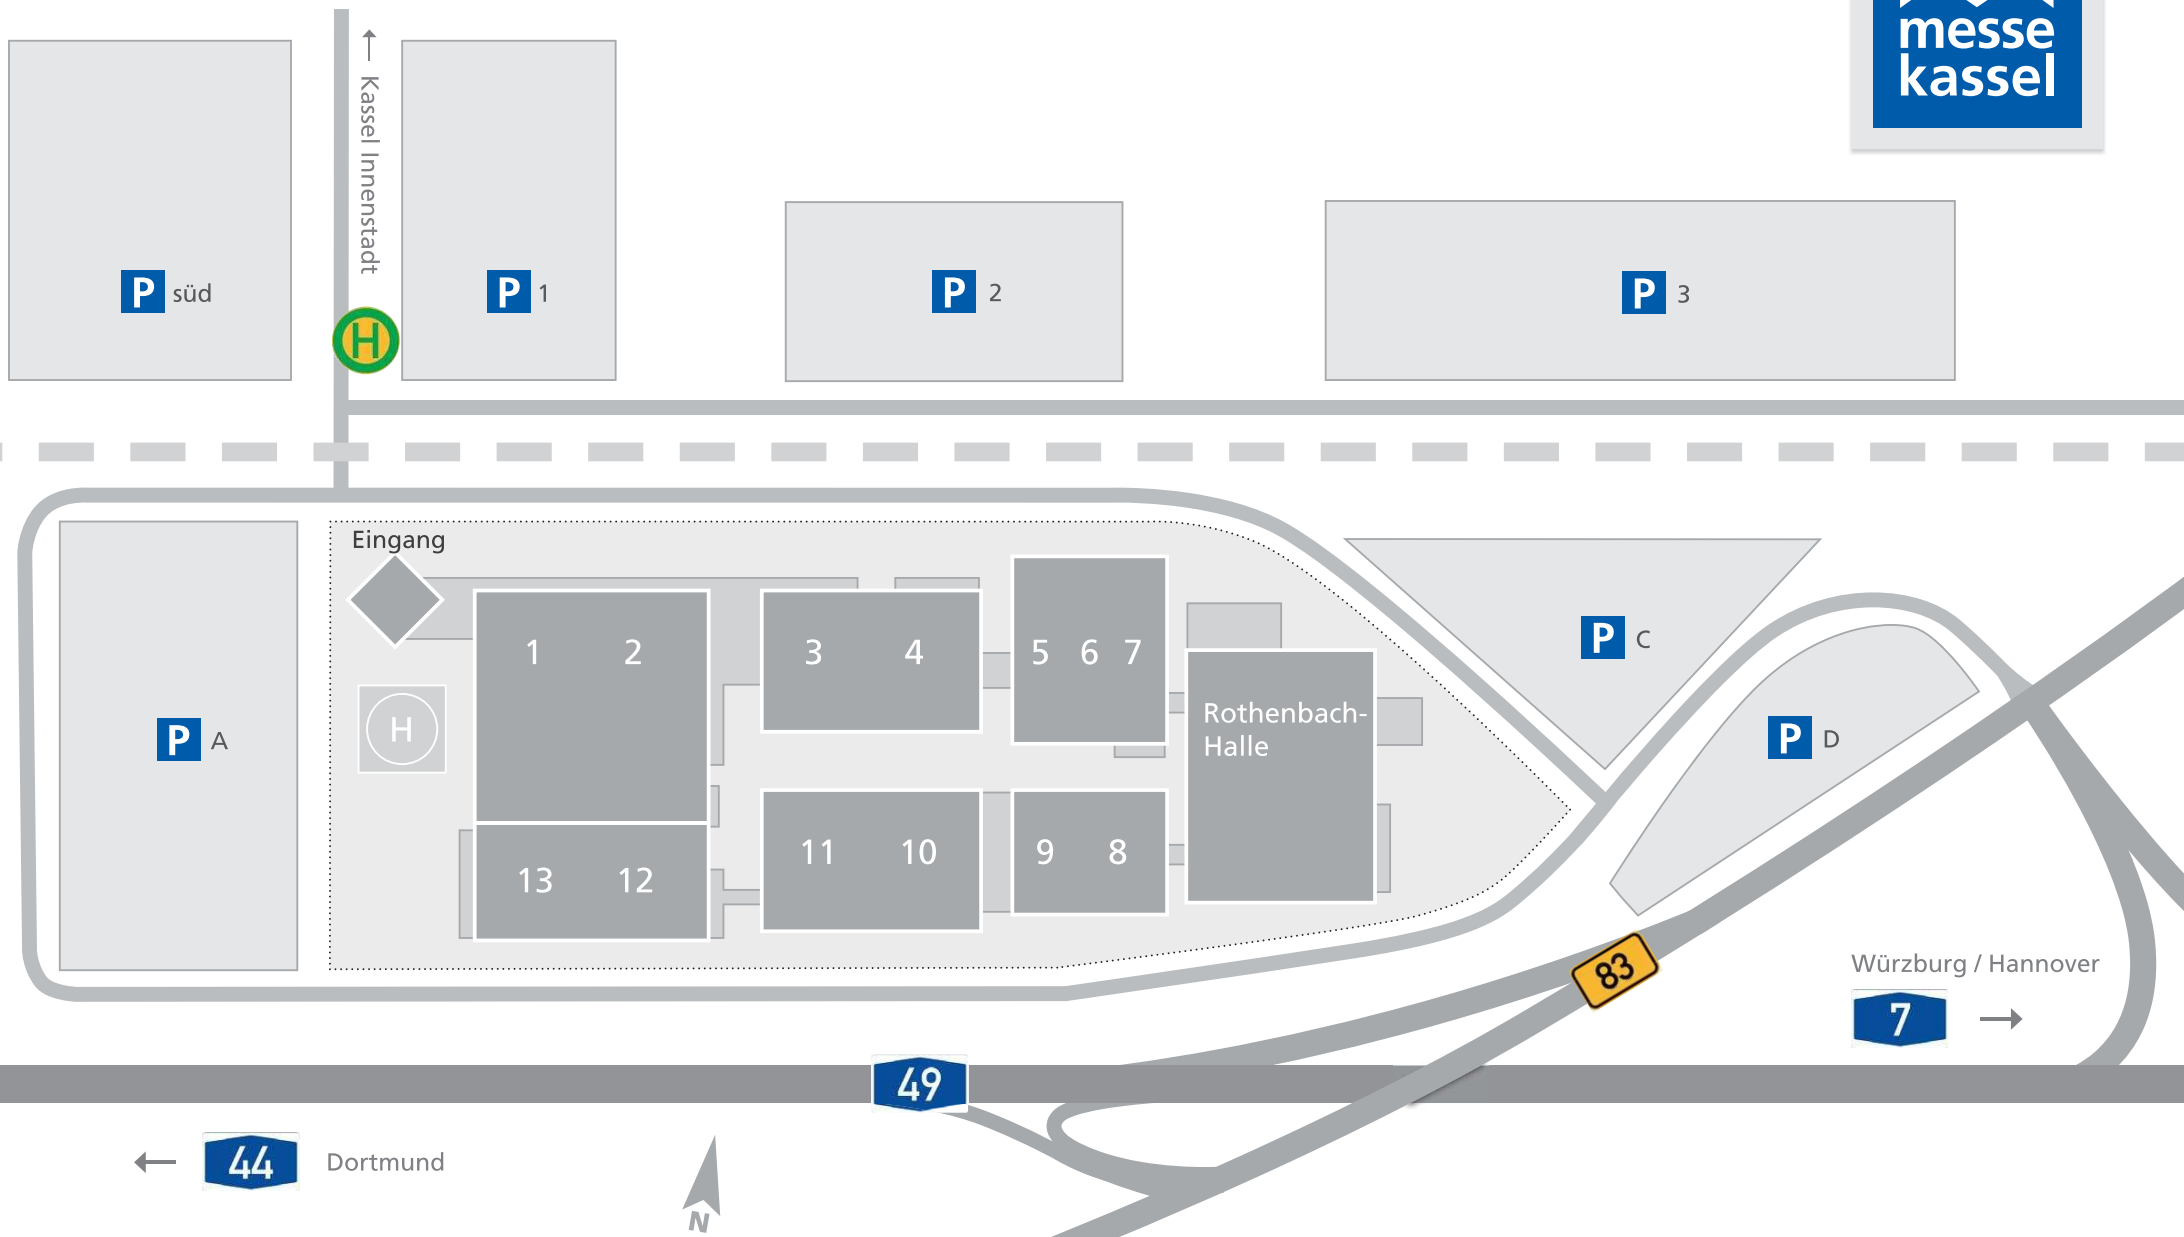 messe
kassel
Kassel Innenstadt
P süd
P 1
P 2
P 3
H
Eingang
1 2
3 4
5 6 7
P C
Rothenbach-
Halle
H
P A
P D
11 10
9 8
13 12
83
Würzburg / Hannover
7
49
44 Dortmund
N